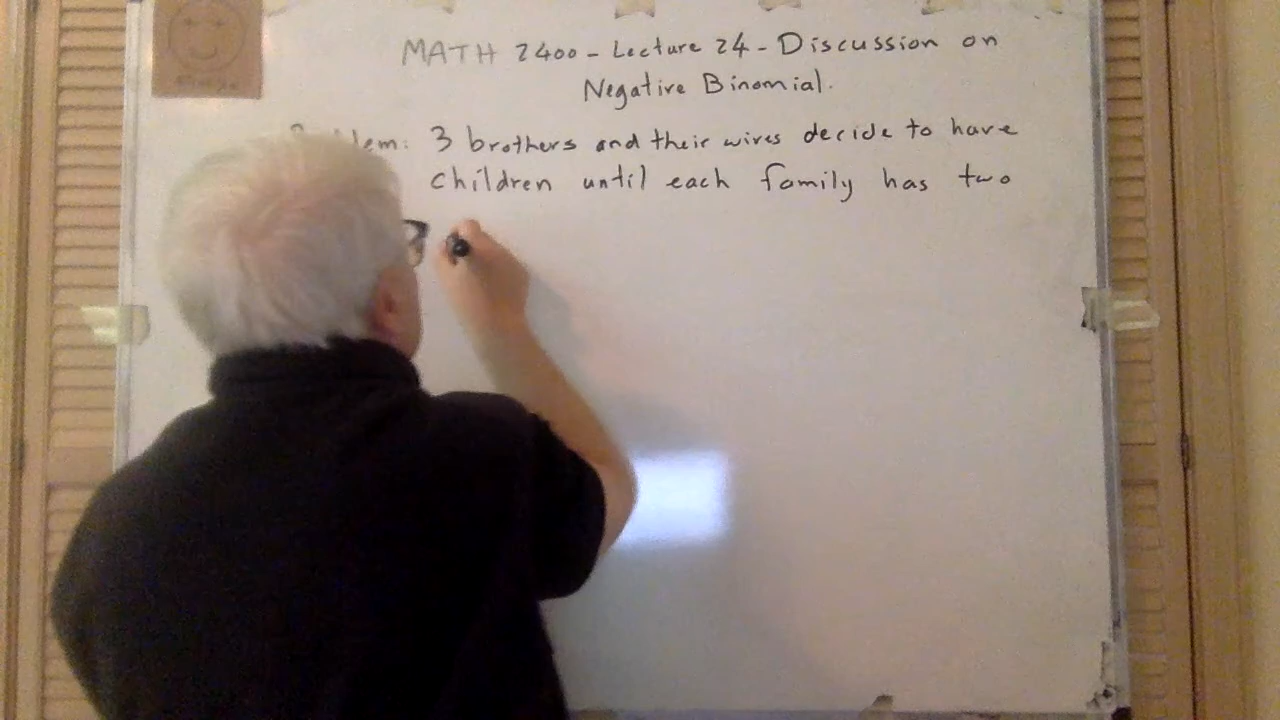 MATH 2400 - Lecture 24 - Discussion on
Negative Binomial.
3 brothers and their wives decide to have
children until each family has two